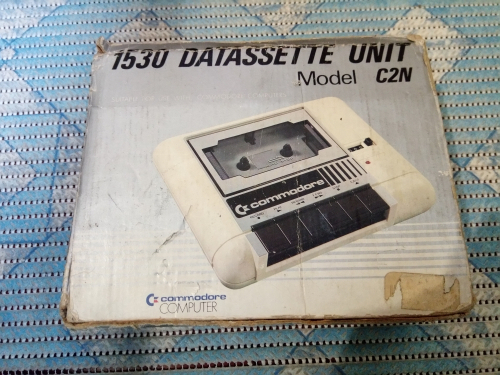 1530 DATASSETTE UNIT
Model C2N
commodore
commodore
COMPUTER